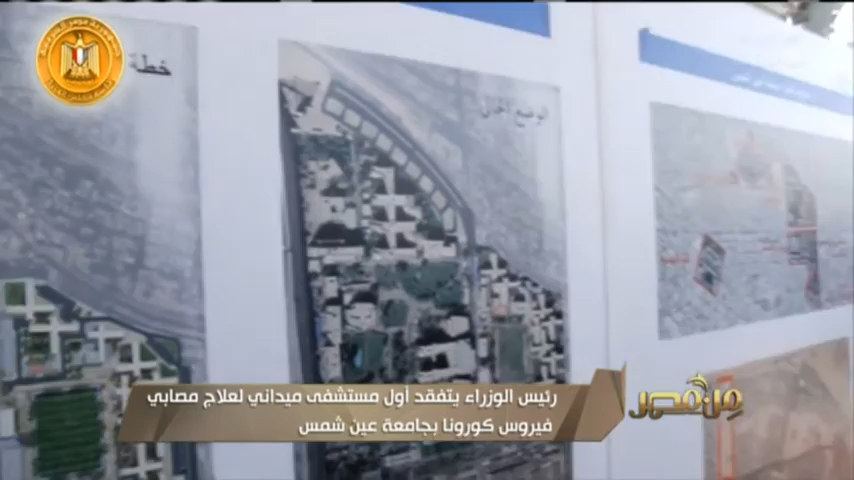 خطة
الوضع الحالي
رئيس الوزراء يتفقد أول مستشفى ميداني لعلاج مصابي
فيروس كورونا بجامعة عين شمس
من مصر